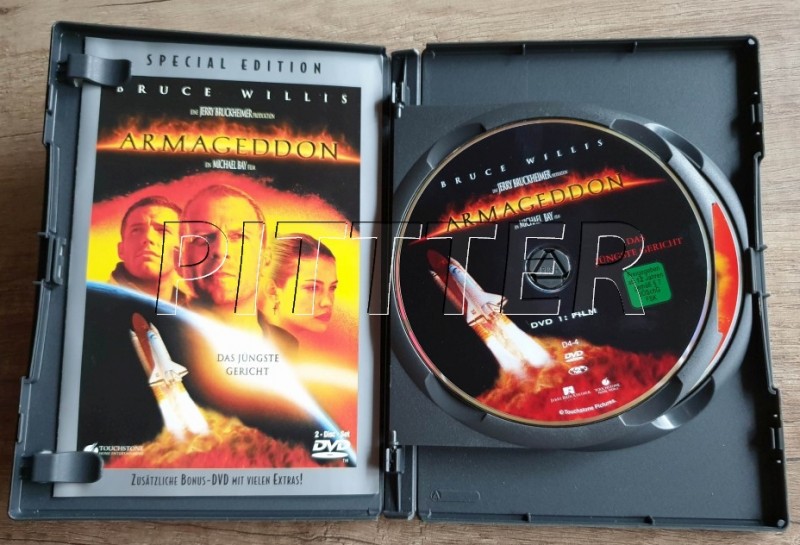 SPECIAL EDITION
BRUCE WILLIS
EINE JERRY BRUCKHEIMER PRODUKTION
ARMAGEDDON
EIN MICHAEL BAY FILM
DAS JÜNGSTE
GERICHT
TOUCHSTONE
2-Disc-Set
DVD
TM
ZUSÄTZLICHE BONUS-DVD MIT VIELEN EXTRAS!
PITTTER
BRUCE WILLIS
EINE JERRY BRUCKHEIMER PRODUKTION
ARMAGEDDON
EIN MICHAEL BAY FILM
DAS
JÜNGSTE GERICHT
DVD 1: FILM
D4-4
DVD
© Touchstone Pictures.